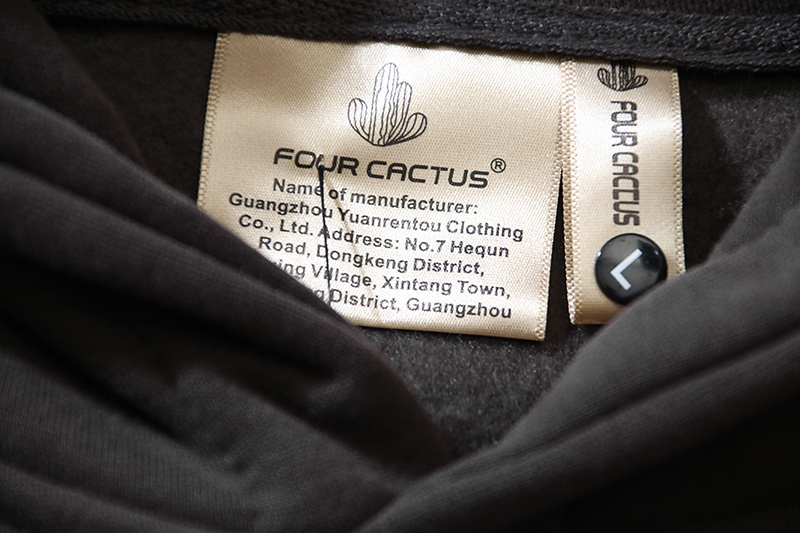 FOUR CACTUS®
Name of manufacturer:
Guangzhou Yuanrentou Clothing
Co., Ltd. Address: No.7 Hequn
Road, Dongkeng District,
Village, Xintang Town,
District, Guangzhou
FOUR CACTUS
L